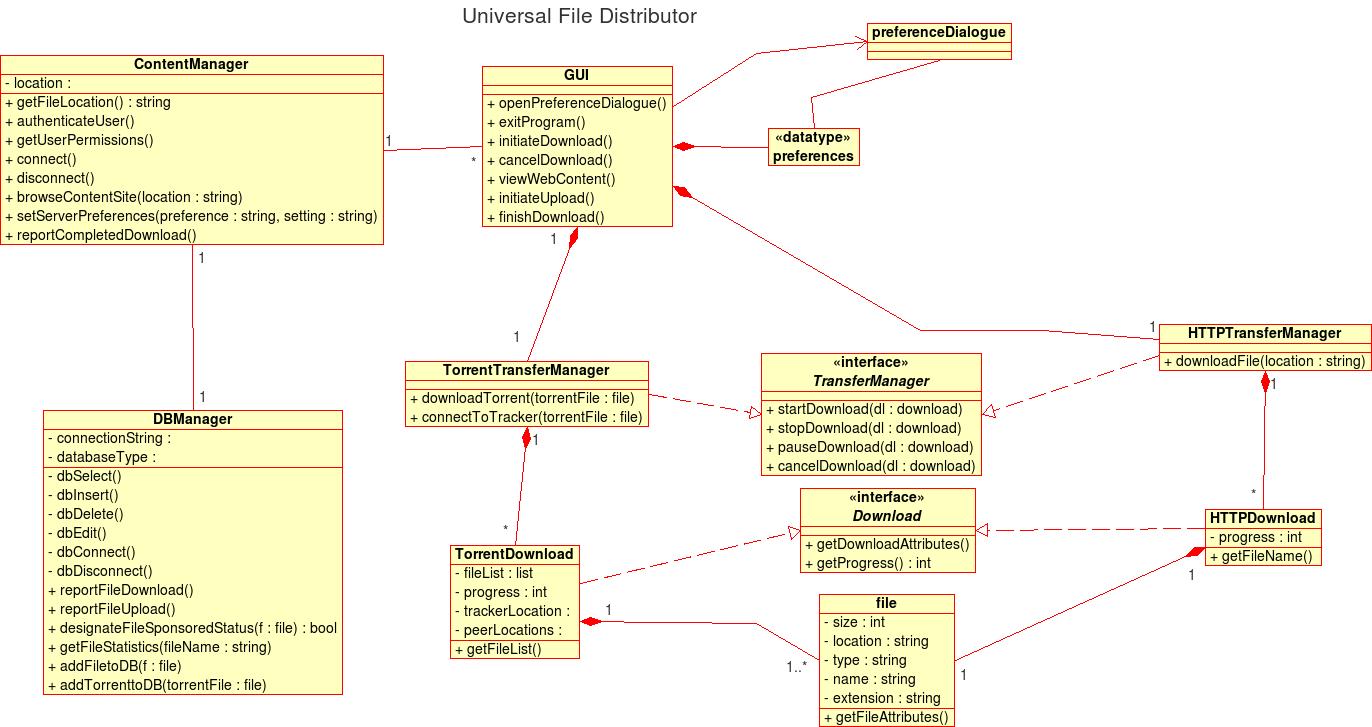 Universal File Distributor
preferenceDialogue
ContentManager
- location :
+ getFileLocation() : string
+ authenticateUser()
+ getUserPermissions()
+ connect()
+ disconnect()
+ browseContentSite(location : string)
+ setServerPreferences(preference : string, setting : string)
+ reportCompletedDownload()
1
*
GUI
+ openPreferenceDialogue()
+ exitProgram()
+ initiateDownload()
+ cancelDownload()
+ viewWebContent()
+ initiateUpload()
+ finishDownload()
«datatype»
preferences
1
1
1
1
1
DBManager
- connectionString :
- databaseType :
- dbSelect()
- dbInsert()
- dbDelete()
- dbEdit()
- dbConnect()
- dbDisconnect()
+ reportFileDownload()
+ reportFileUpload()
+ designateFileSponsoredStatus(f : file) : bool
+ getFileStatistics(fileName : string)
+ addFiletoDB(f : file)
+ addTorrenttoDB(torrentFile : file)
TorrentTransferManager
+ downloadTorrent(torrentFile : file)
+ connectToTracker(torrentFile : file)
1
*
«interface»
TransferManager
+ startDownload(dl : download)
+ stopDownload(dl : download)
+ pauseDownload(dl : download)
+ cancelDownload(dl : download)
HTTPTransferManager
+ downloadFile(location : string)
1
*
«interface»
Download
+ getDownloadAttributes()
+ getProgress() : int
HTTPDownload
- progress : int
+ getFileName()
1
TorrentDownload
- fileList : list
- progress : int
- trackerLocation :
- peerLocations :
+ getFileList()
1
1..*
file
- size : int
- location : string
- type : string
- name : string
- extension : string
+ getFileAttributes()
1